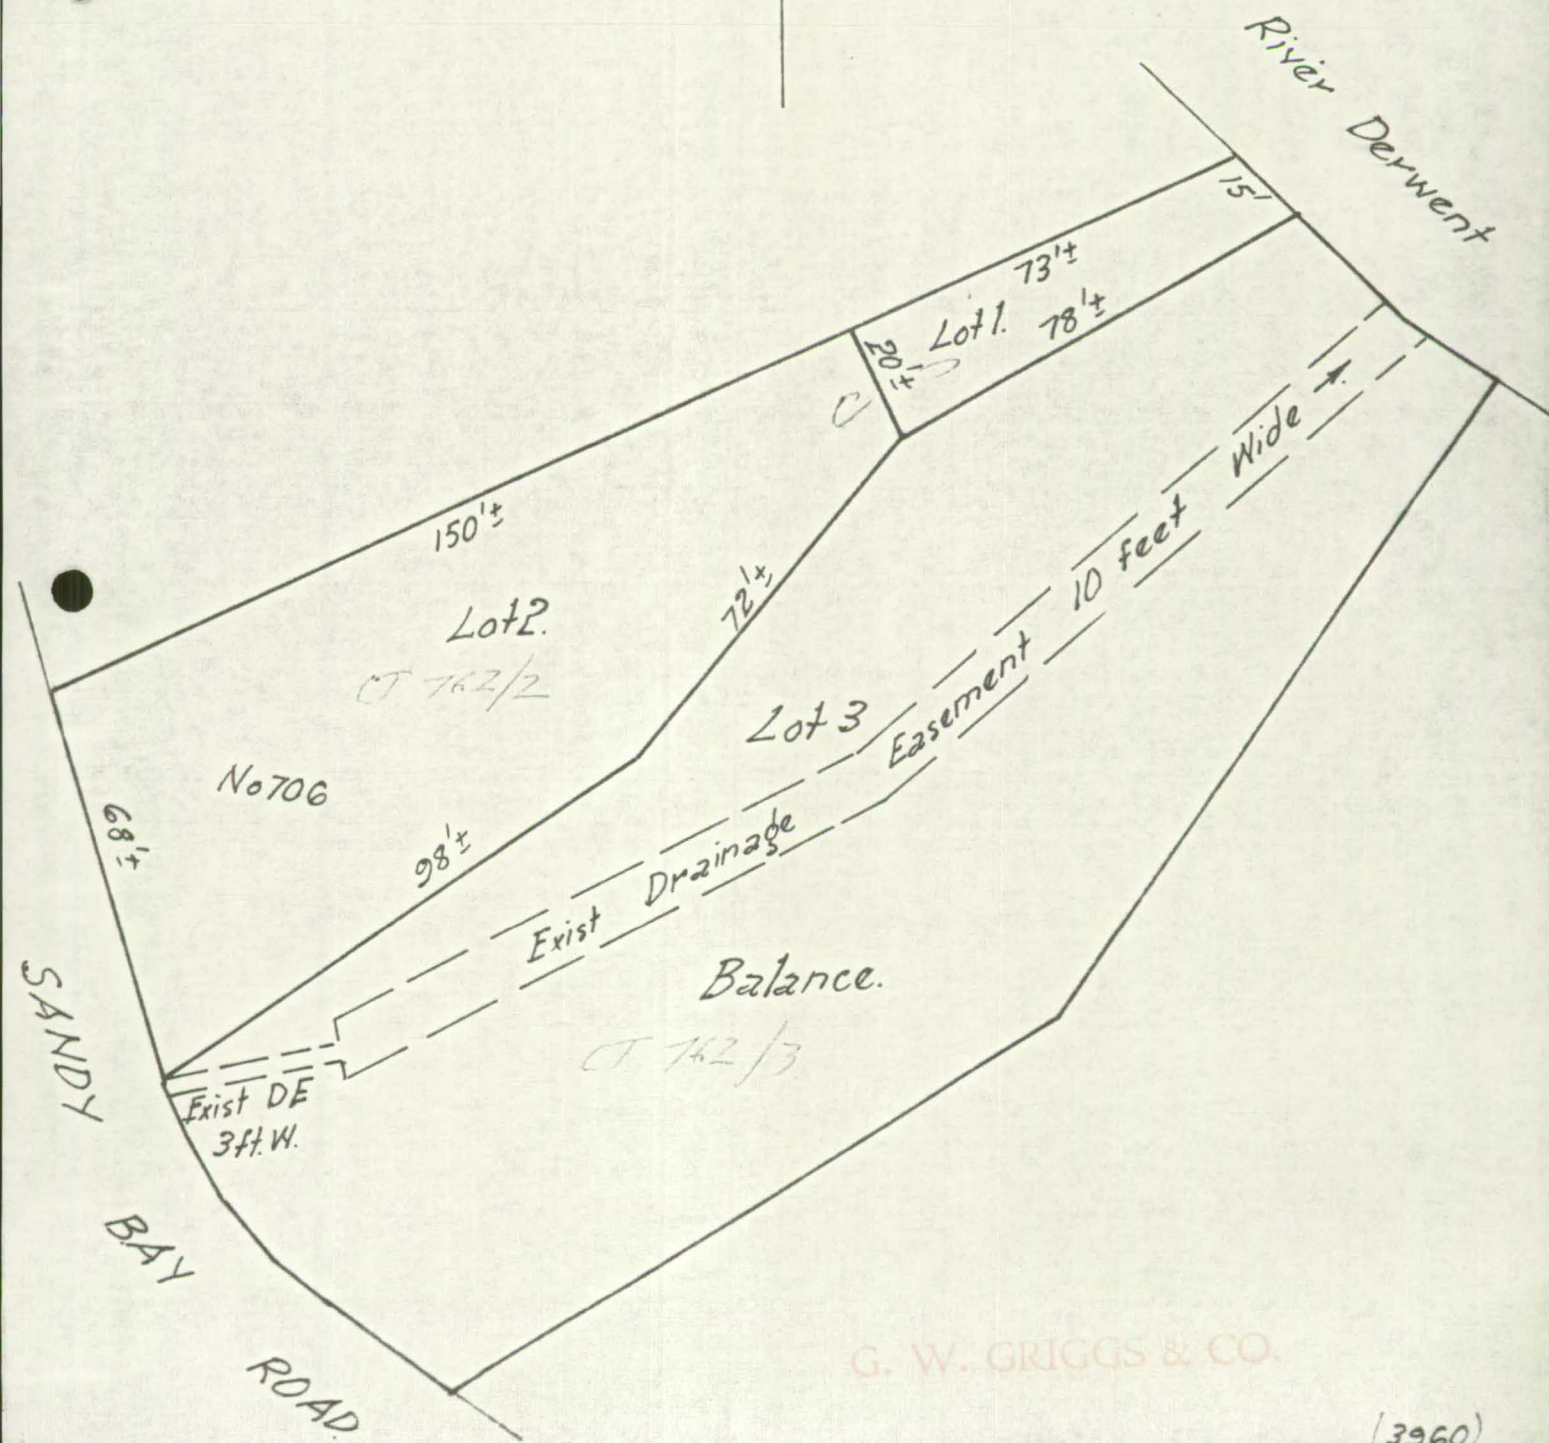 River Derwent
15'
73'±
Lot 1.
78'±
20'±
150'±
Lot 2.
CT 762/2
72'±
No 706
68'±
98'±
Lot 3
Exist Drainage Easement 10 feet Wide
Balance.
CT 762/3
Exist DE
3ft. W.
SANDY
BAY
ROAD.
G. W. GRIGGS & CO.
(3960)